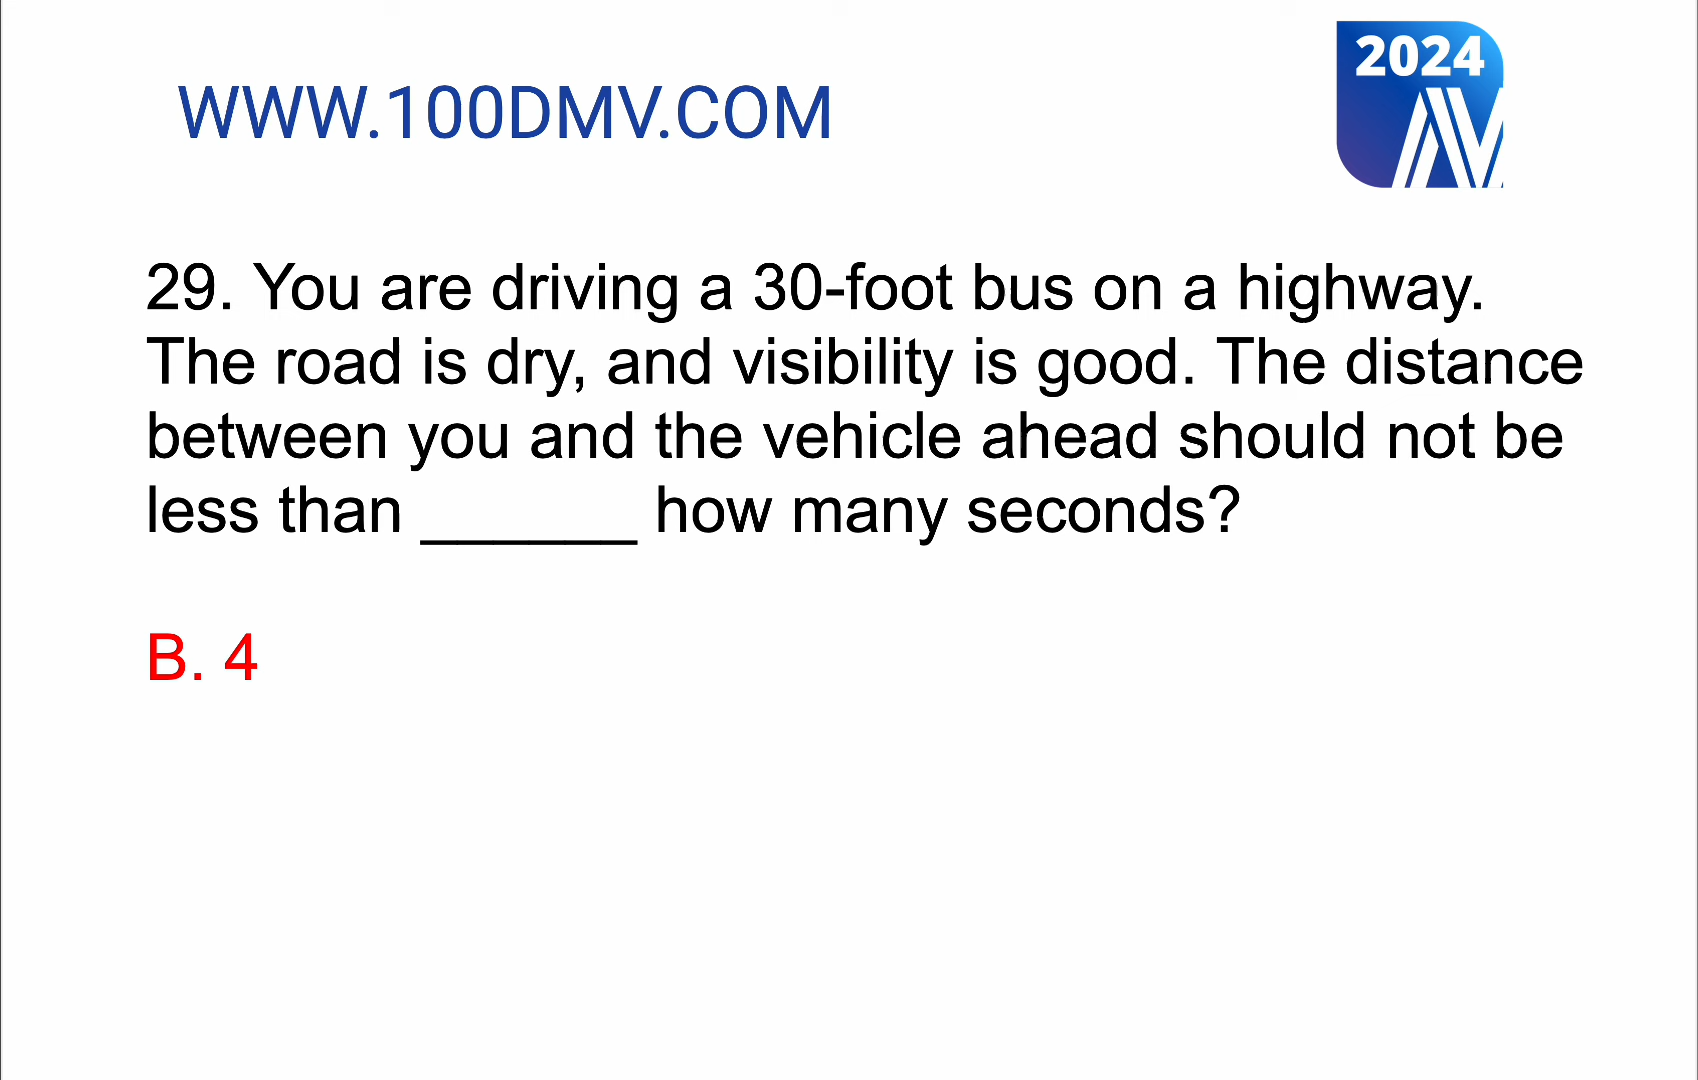 WWW.100DMV.COM
2024
29. You are driving a 30-foot bus on a highway.
The road is dry, and visibility is good. The distance
between you and the vehicle ahead should not be
less than ______ how many seconds?
B. 4